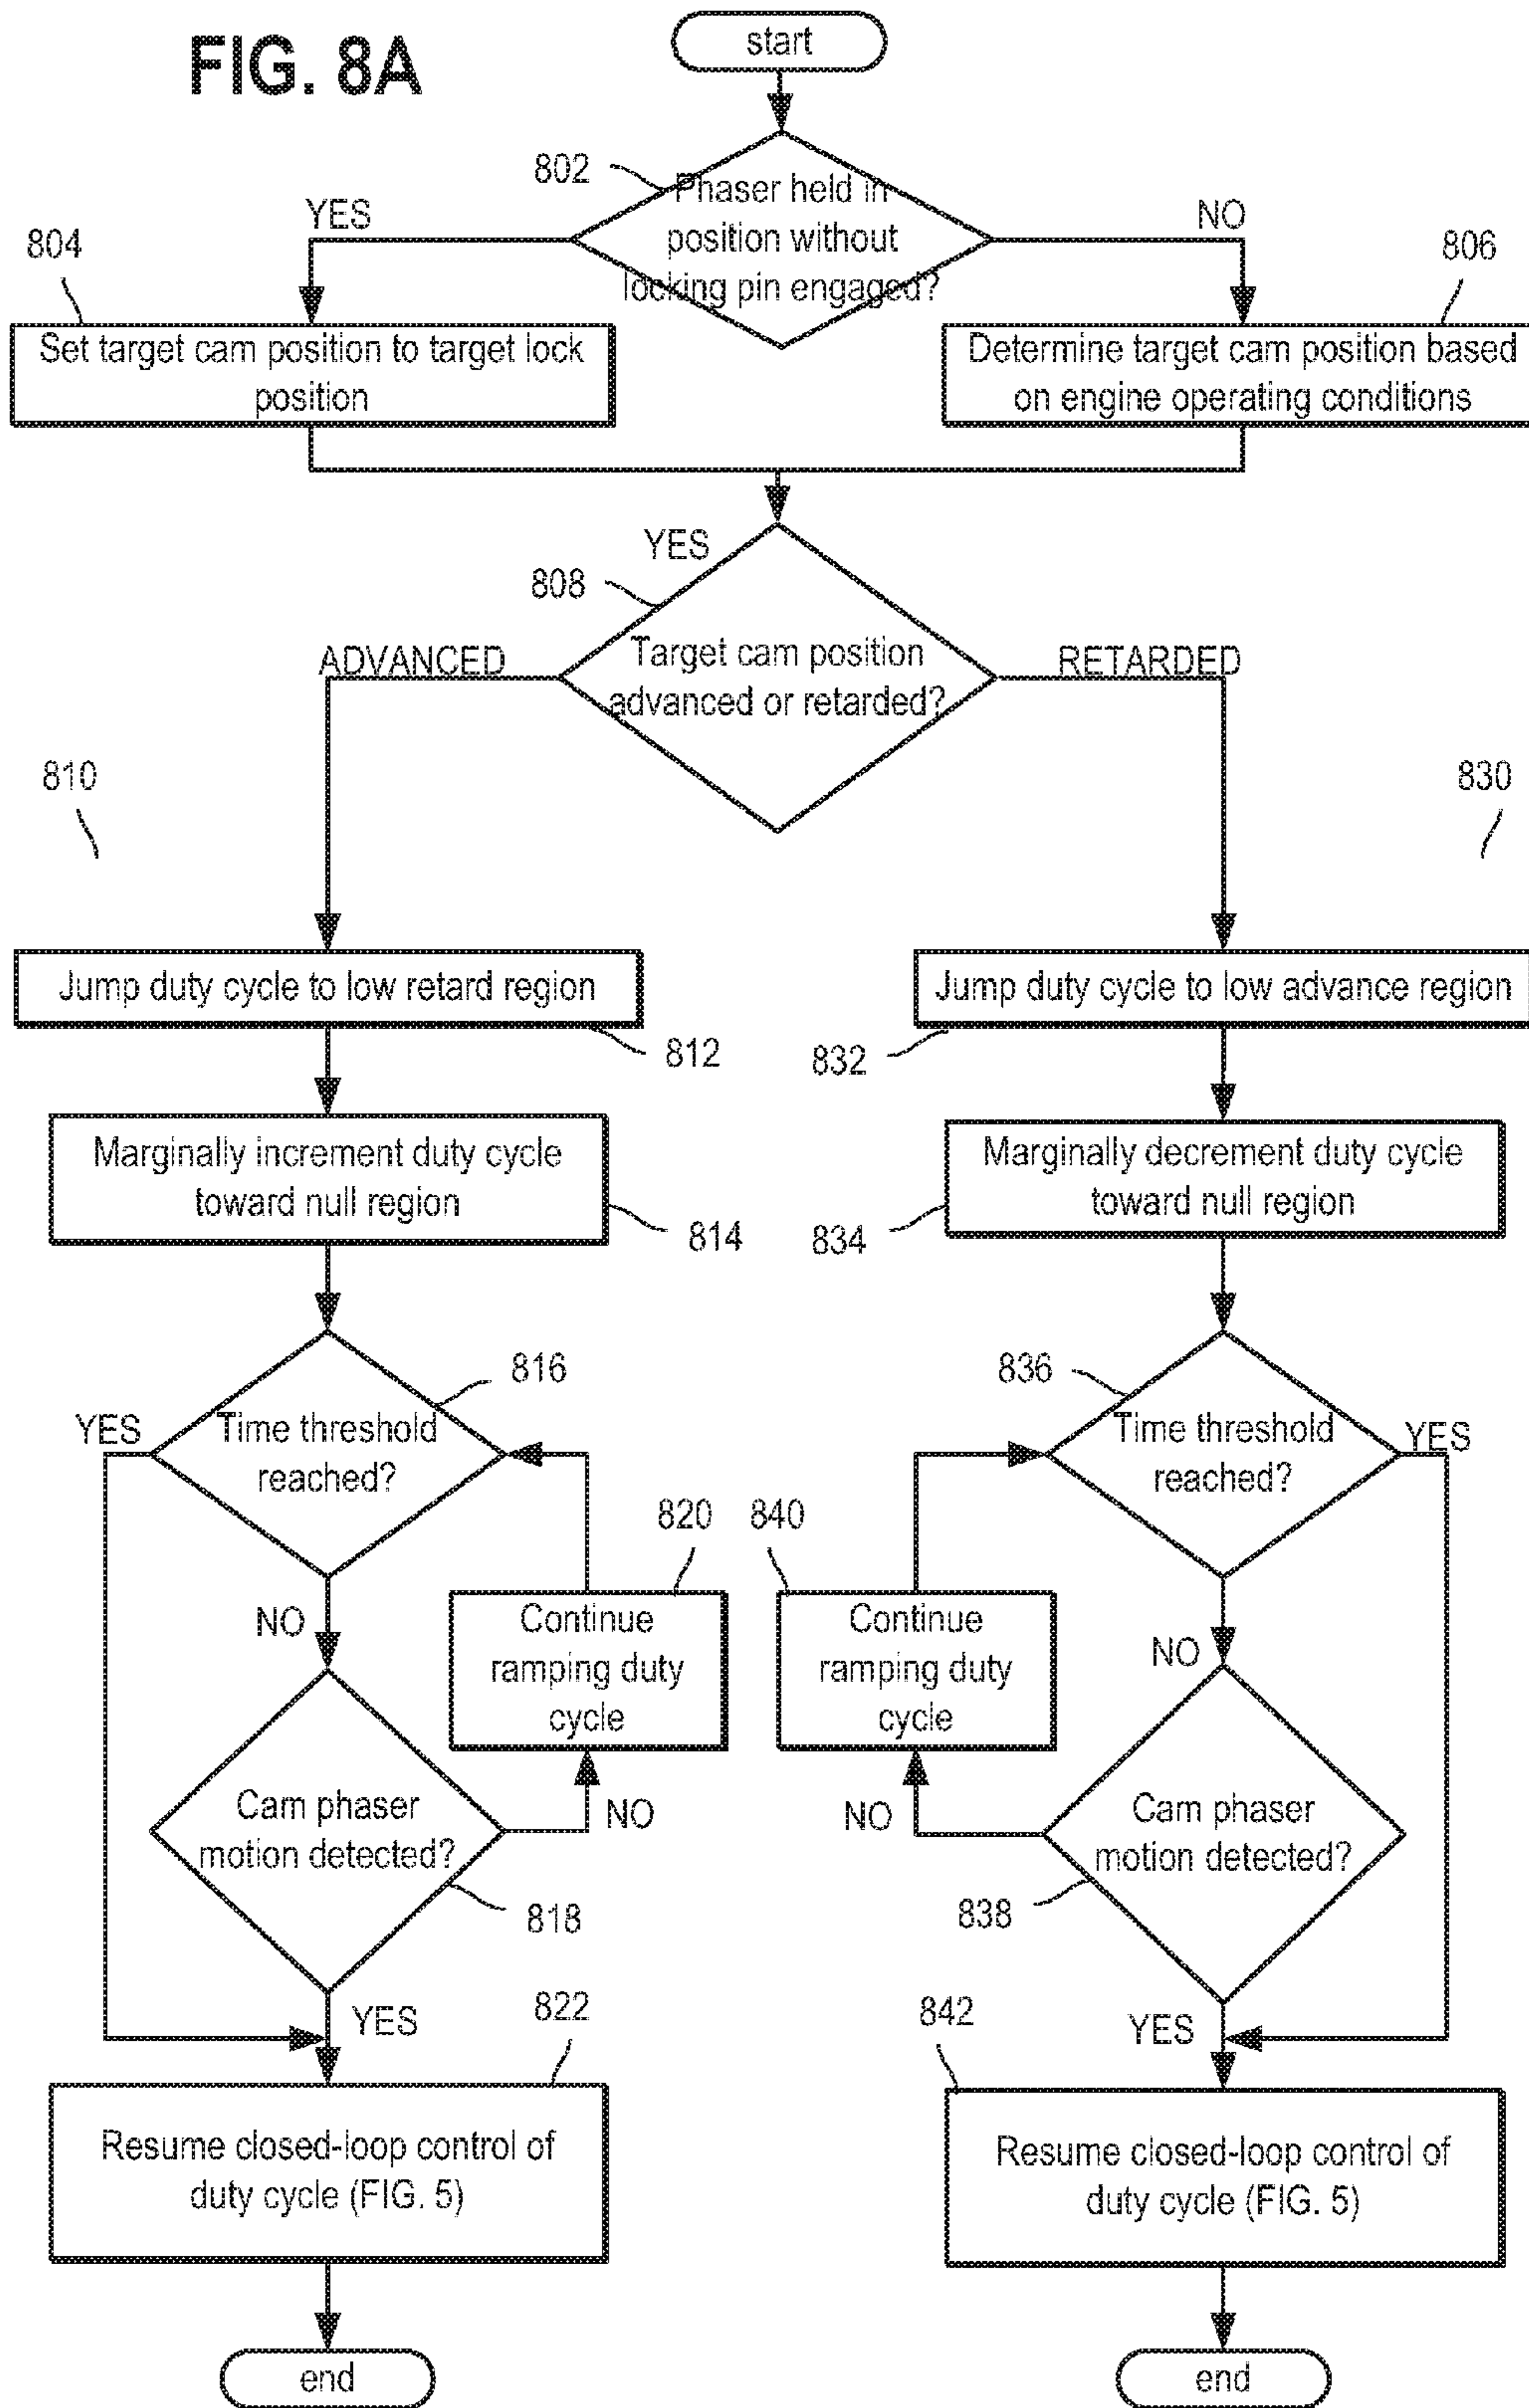 FIG. 8A
start
802
Phaser held in
position without
locking pin engaged?
YES
NO
804
806
Set target cam position to target lock
position
Determine target cam position based
on engine operating conditions
YES
808
Target cam position
advanced or retarded?
ADVANCED
RETARDED
810
830
Jump duty cycle to low retard region
812
Jump duty cycle to low advance region
832
Marginally increment duty cycle
toward null region
814
Marginally decrement duty cycle
toward null region
834
816
Time threshold
reached?
YES
836
Time threshold
reached?
YES
NO
820
Continue
ramping duty
cycle
840
Continue
ramping duty
cycle
NO
Cam phaser
motion detected?
NO
818
NO
Cam phaser
motion detected?
838
YES
822
YES
842
Resume closed-loop control of
duty cycle (FIG. 5)
Resume closed-loop control of
duty cycle (FIG. 5)
end
end